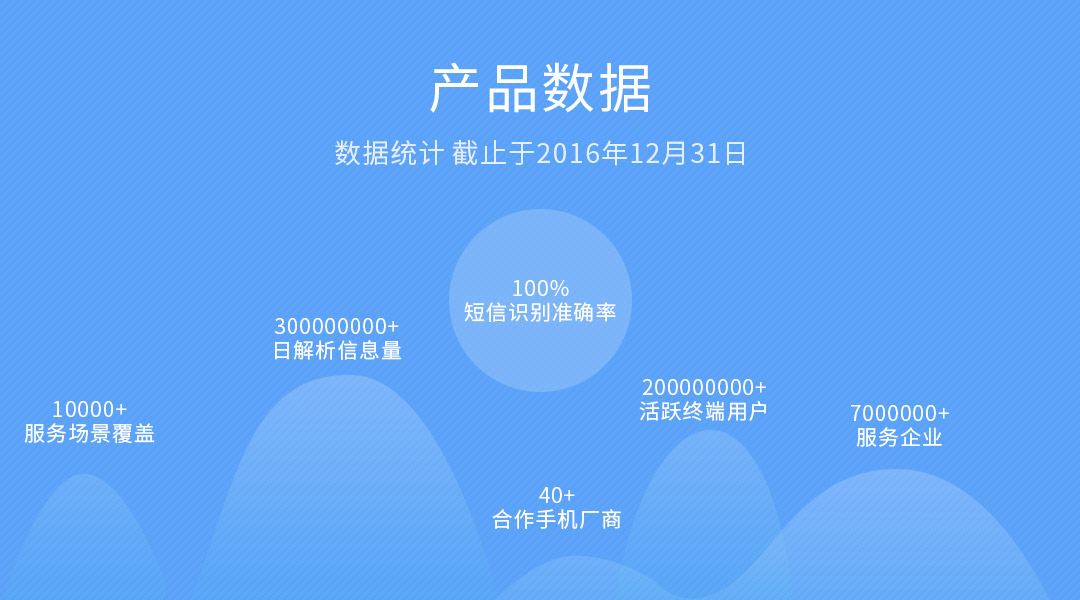 产品数据
数据统计 截止于2016年12月31日
100%
短信识别准确率
300000000+
日解析信息量
200000000+
活跃终端用户
10000+
服务场景覆盖
7000000+
服务企业
40+
合作手机厂商